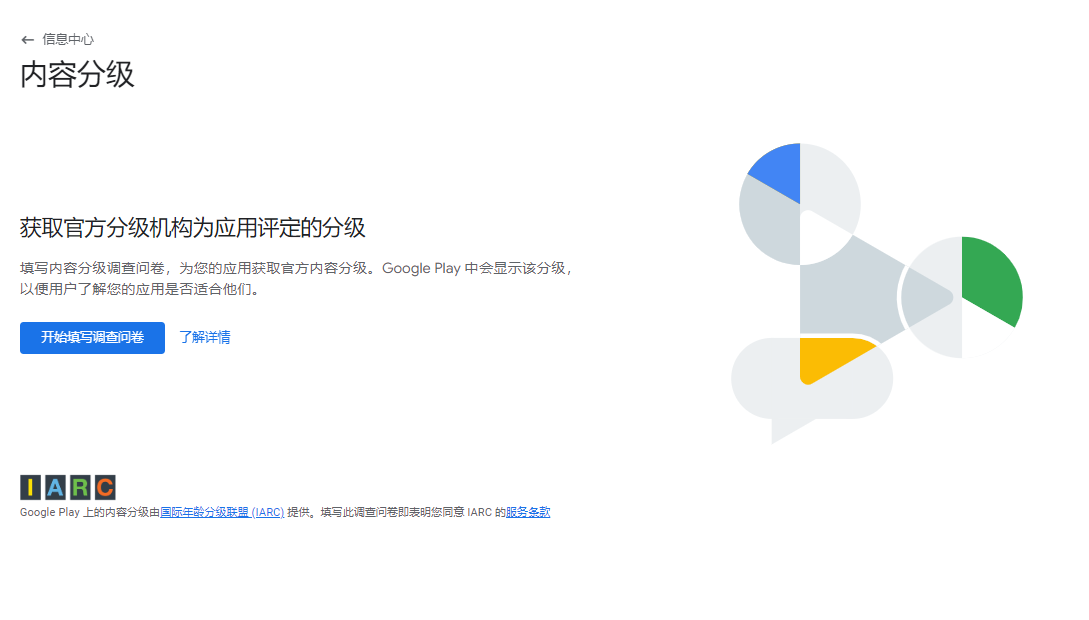 信息中心
内容分级
获取官方分级机构为应用评定的分级
填写内容分级调查问卷，为您的应用获取官方内容分级。Google Play 中会显示该分级，
以便用户了解您的应用是否适合他们。
开始填写调查问卷 了解详情
IARC
Google Play 上的内容分级由国际年龄分级联盟 (IARC) 提供。填写此调查问卷即表明您同意 IARC 的服务条款